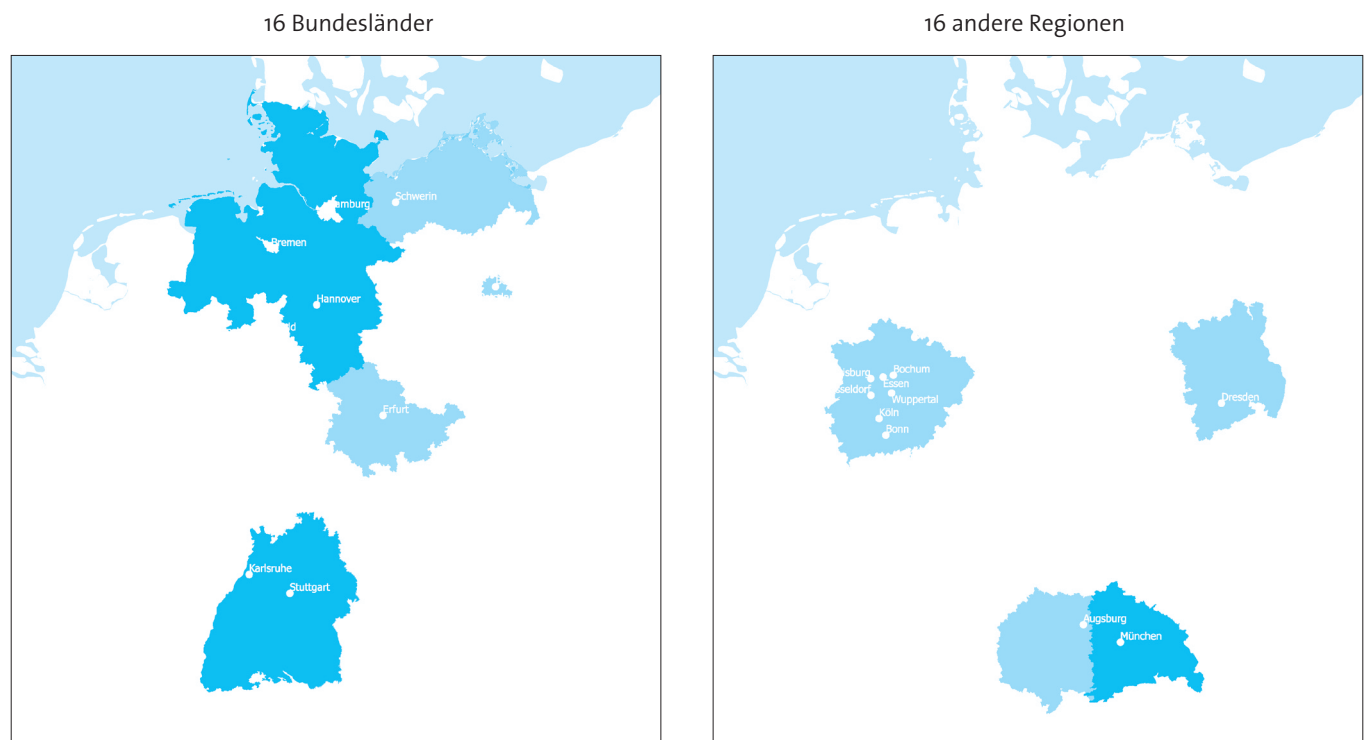 16 Bundesländer
16 andere Regionen
Schwerin
Bremen
Hannover
Erfurt
Karlsruhe
Stuttgart
Bochum
Essen
Wuppertal
Köln
Bonn
Dresden
Augsburg
München